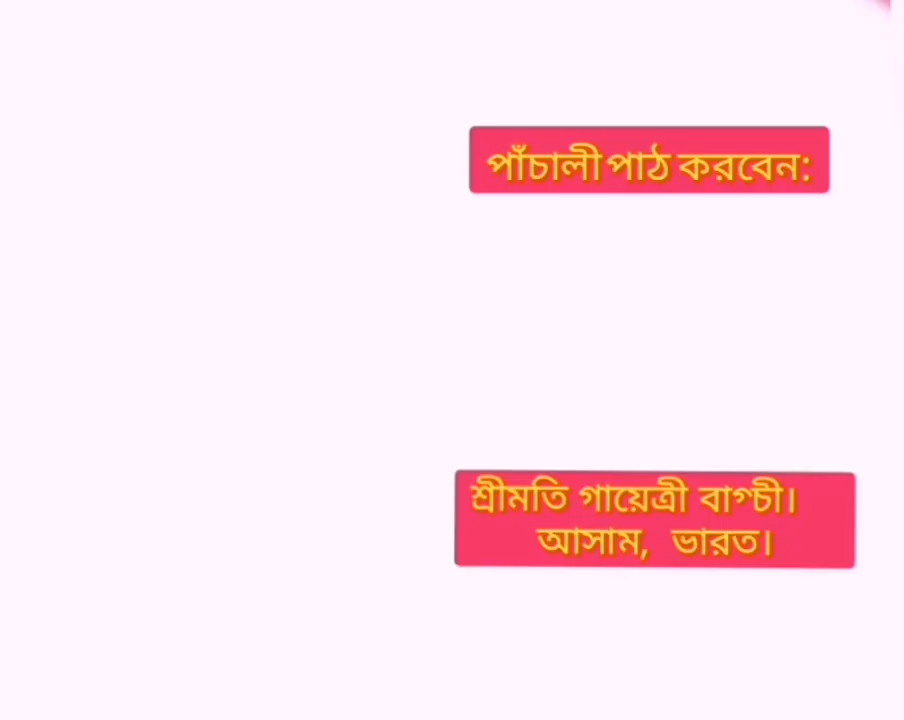 পাঁচালী পাঠ করবেন:
শ্রীমতি গায়েত্রী বাগ্চী।
আসাম, ভারত।